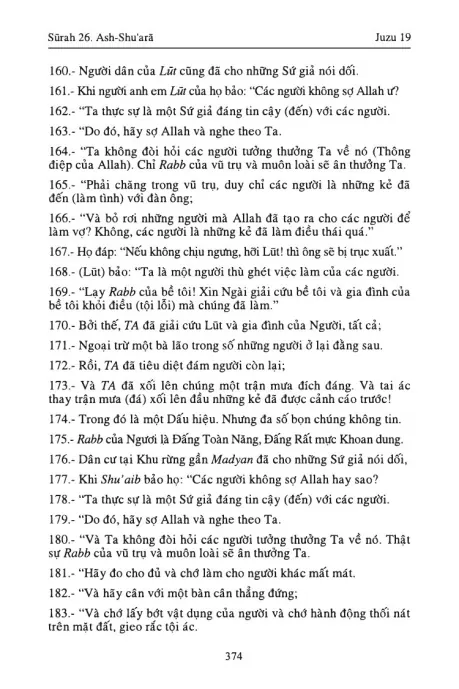 Sūrah 26. Ash-Shu'arā Juzu 19
160.- Người dân của Lūt cũng đã cho những Sứ giả nói dối.
161.- Khi người anh em Lūt của họ bảo: “Các người không sợ Allah ư?
162.- “Ta thực sự là một Sứ giả đáng tin cậy (đến) với các người.
163.- “Do đó, hãy sợ Allah và nghe theo Ta.
164.- “Ta không đòi hỏi các người tưởng thưởng Ta về nó (Thông
điệp của Allah). Chỉ Rabb của vũ trụ và muôn loài sẽ ân thưởng Ta.
165.- “Phải chăng trong vũ trụ, duy chỉ các người là những kẻ đã
đến (làm tình) với đàn ông;
166.- “Và bỏ rơi những người mà Allah đã tạo ra cho các người để
làm vợ? Không, các người là những kẻ đã làm điều thái quá.”
167.- Họ đáp: “Nếu không chịu ngưng, hỡi Lūt! thì ông sẽ bị trục xuất.”
168.- (Lūt) bảo: “Ta là một người thù ghét việc làm của các người.
169.- “Lạy Rabb của bề tôi! Xin Ngài giải cứu bề tôi và gia đình của
bề tôi khỏi điều (tội lỗi) mà chúng đã làm.”
170.- Bởi thế, TA đã giải cứu Lūt và gia đình của Người, tất cả;
171.- Ngoại trừ một bà lão trong số những người ở lại đằng sau.
172.- Rồi, TA đã tiêu diệt đám người còn lại;
173.- Và TA đã xối lên chúng một trận mưa đích đáng. Và tai ác
thay trận mưa (đá) xối lên đầu những kẻ đã được cảnh cáo trước!
174.- Trong đó là một Dấu hiệu. Nhưng đa số bọn chúng không tin.
175.- Rabb của Ngươi là Đấng Toàn Năng, Đấng Rất mực Khoan dung.
176.- Dân cư tại Khu rừng gần Madyan đã cho những Sứ giả nói dối,
177.- Khi Shu’aib bảo họ: “Các người không sợ Allah hay sao?
178.- “Ta thực sự là một Sứ giả đáng tin cậy (đến) với các người.
179.- “Do đó, hãy sợ Allah và nghe theo Ta.
180.- “Và Ta không đòi hỏi các người tưởng thưởng Ta về nó. Thật
sự Rabb của vũ trụ và muôn loài sẽ ân thưởng Ta.
181.- “Hãy đo cho đủ và chớ làm cho người khác mất mát.
182.- “Và hãy cân với một bàn cân thẳng đứng;
183.- “Và chớ lấy bớt vật dụng của người và chớ hành động thối nát
trên mặt đất, gieo rắc tội ác.
374